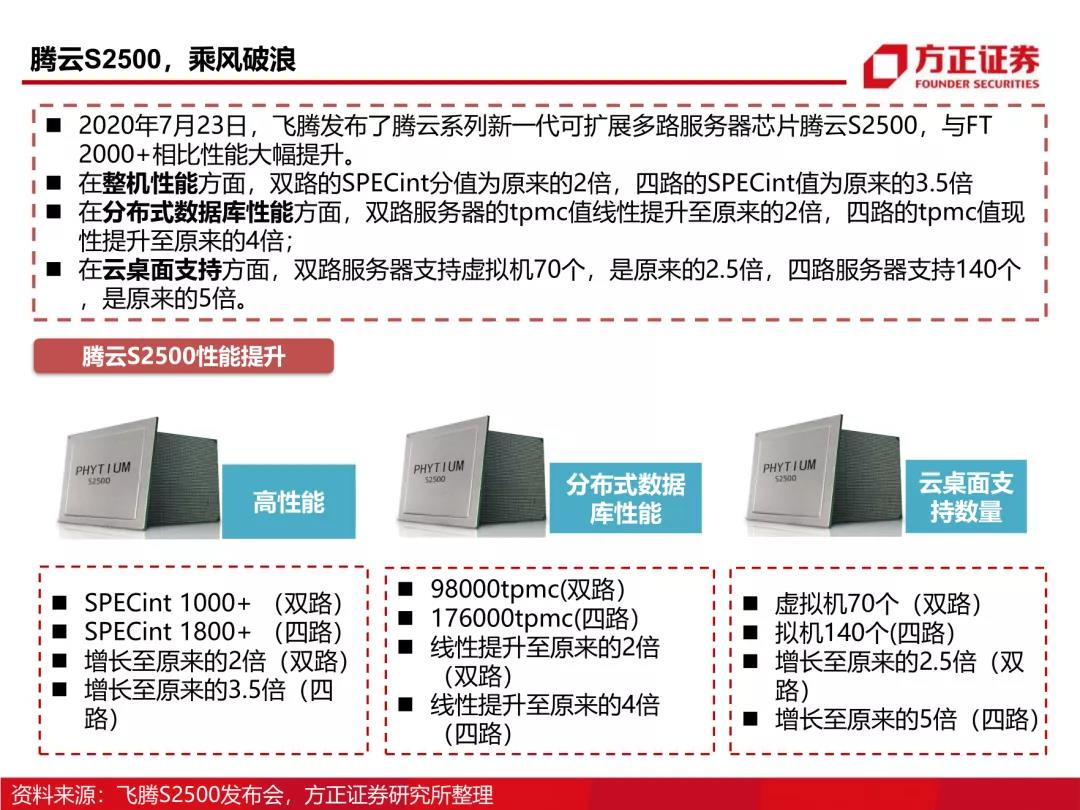 腾云S2500，乘风破浪
方正证券
FOUNDER SECURITIES
■ 2020年7月23日，飞腾发布了腾云系列新一代可扩展多路服务器芯片腾云S2500，与FT
2000+相比性能大幅提升。
■ 在整机性能方面，双路的SPECint分值为原来的2倍，四路的SPECint值为原来的3.5倍
■ 在分布式数据库性能方面，双路服务器的tpmc值线性提升至原来的2倍，四路的tpmc值现
性提升至原来的4倍；
■ 在云桌面支持方面，双路服务器支持虚拟机70个，是原来的2.5倍，四路服务器支持140个
，是原来的5倍。
腾云S2500性能提升
PHYTIUM
S2500
高性能
PHYTIUM
S2500
分布式数据
库性能
PHYTIUM
S2500
云桌面支
持数量
■ SPECint 1000+ （双路）
■ SPECint 1800+ （四路）
■ 增长至原来的2倍（双路）
■ 增长至原来的3.5倍（四
路）
■ 98000tpmc(双路）
■ 176000tpmc(四路）
■ 线性提升至原来的2倍
（双路）
■ 线性提升至原来的4倍
（四路）
■ 虚拟机70个（双路）
■ 拟机140个(四路）
■ 增长至原来的2.5倍（双
路）
■ 增长至原来的5倍（四路）
资料来源：飞腾S2500发布会，方正证券研究所整理